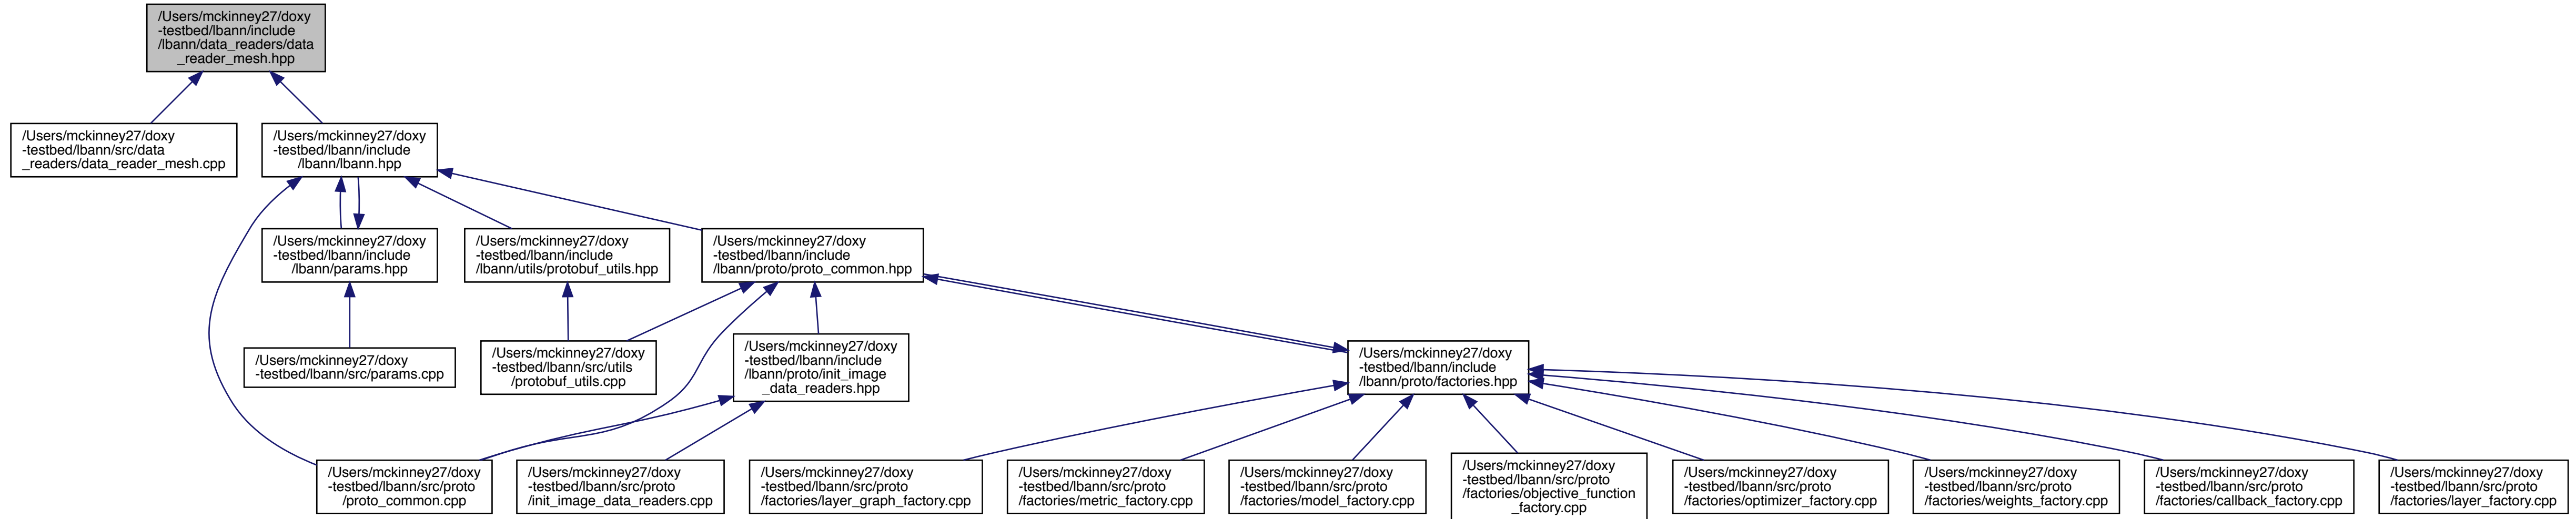 /Users/mckinney27/doxy
-testbed/lbann/include
/lbann/data_readers/data
_reader_mesh.hpp
/Users/mckinney27/doxy
-testbed/lbann/src/data
_readers/data_reader_mesh.cpp
/Users/mckinney27/doxy
-testbed/lbann/include
/lbann/lbann.hpp
/Users/mckinney27/doxy
-testbed/lbann/include
/lbann/params.hpp
/Users/mckinney27/doxy
-testbed/lbann/include
/lbann/utils/protobuf_utils.hpp
/Users/mckinney27/doxy
-testbed/lbann/include
/lbann/proto/proto_common.hpp
/Users/mckinney27/doxy
-testbed/lbann/src/params.cpp
/Users/mckinney27/doxy
-testbed/lbann/src/utils
/protobuf_utils.cpp
/Users/mckinney27/doxy
-testbed/lbann/include
/lbann/proto/init_image
_data_readers.hpp
/Users/mckinney27/doxy
-testbed/lbann/include
/lbann/proto/factories.hpp
/Users/mckinney27/doxy
-testbed/lbann/src/proto
/proto_common.cpp
/Users/mckinney27/doxy
-testbed/lbann/src/proto
/init_image_data_readers.cpp
/Users/mckinney27/doxy
-testbed/lbann/src/proto
/factories/layer_graph_factory.cpp
/Users/mckinney27/doxy
-testbed/lbann/src/proto
/factories/metric_factory.cpp
/Users/mckinney27/doxy
-testbed/lbann/src/proto
/factories/model_factory.cpp
/Users/mckinney27/doxy
-testbed/lbann/src/proto
/factories/objective_function
_factory.cpp
/Users/mckinney27/doxy
-testbed/lbann/src/proto
/factories/optimizer_factory.cpp
/Users/mckinney27/doxy
-testbed/lbann/src/proto
/factories/weights_factory.cpp
/Users/mckinney27/doxy
-testbed/lbann/src/proto
/factories/callback_factory.cpp
/Users/mckinney27/doxy
-testbed/lbann/src/proto
/factories/layer_factory.cpp